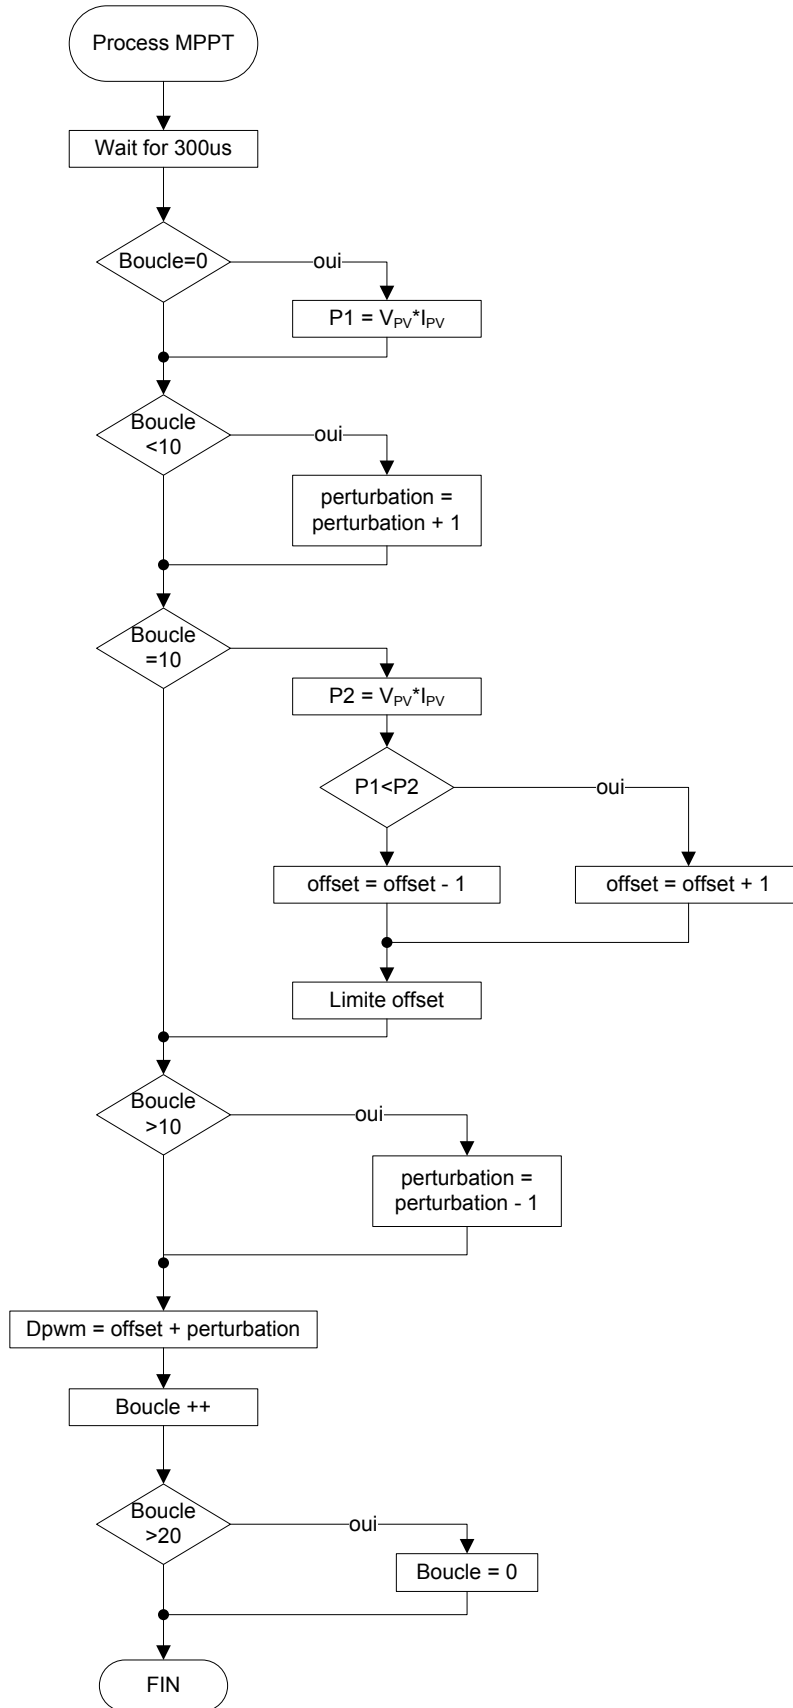 Process MPPT
Wait for 300us
Boucle=0
oui
P1 = VPV*IPV
Boucle
<10
oui
perturbation =
perturbation + 1
Boucle
=10
P2 = VPV*IPV
P1<P2
oui
offset = offset - 1
offset = offset + 1
Limite offset
Boucle
>10
oui
perturbation =
perturbation - 1
Dpwm = offset + perturbation
Boucle ++
Boucle
>20
oui
Boucle = 0
FIN